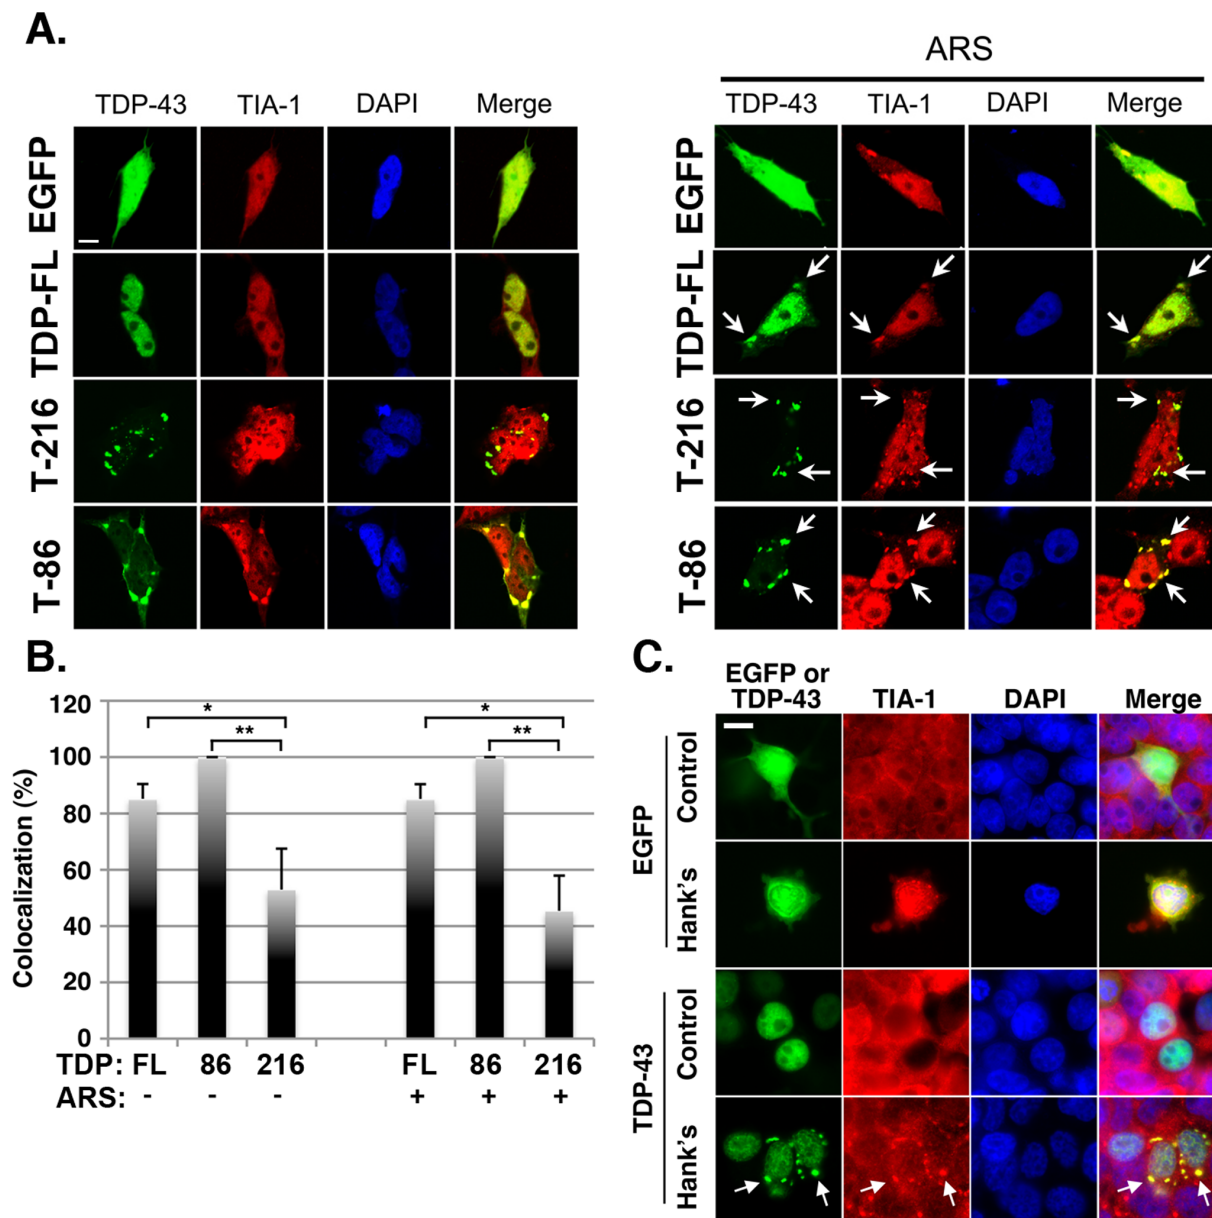 A.
ARS
TDP-43 TIA-1 DAPI Merge
TDP-43 TIA-1 DAPI Merge
EGFP
EGFP
TDP-FL
TDP-FL
T-216
T-216
T-86
T-86
B.
Colocalization (%)
120
100
80
60
40
20
0
* ** * **
TDP: FL 86 216 FL 86 216
ARS: - - - + + +
C.
EGFP or
TDP-43 TIA-1 DAPI Merge
EGFP
Control
Hank's
TDP-43
Control
Hank's